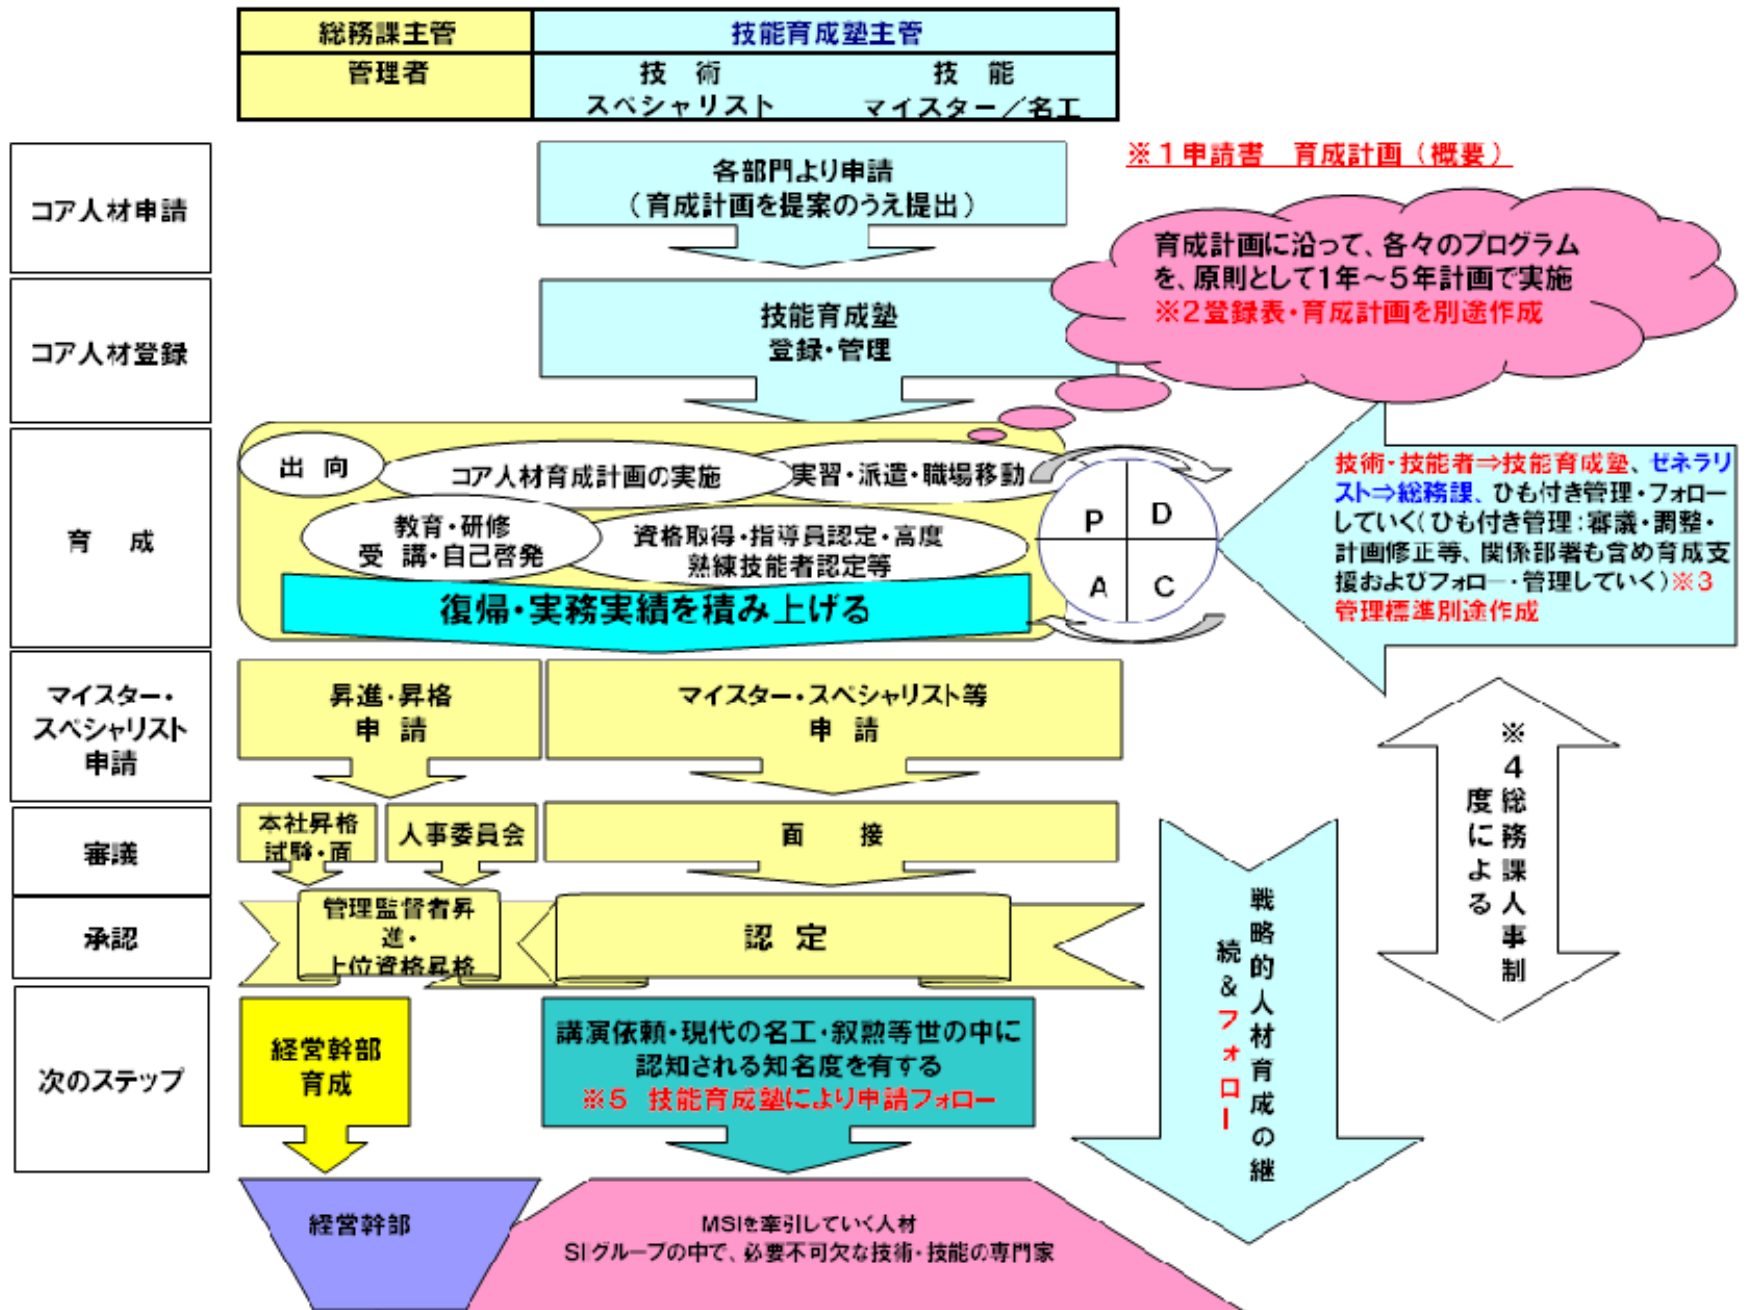 総務課主管
技能育成塾主管
管理者
技 術
スペシャリスト
技 能
マイスター／名工
コア人材申請
各部門より申請
（育成計画を提案のうえ提出）
※１申請書 育成計画（概要）
コア人材登録
技能育成塾
登録・管理
育成計画に沿って、各々のプログラム
を、原則として1年～5年計画で実施
※2登録表・育成計画を別途作成
育 成
出 向
コア人材育成計画の実施
実習・派遣・職場移動
教育・研修
受 講・自己啓発
資格取得・指導員認定・高度
熟練技能者認定等
復帰・実務実績を積み上げる
P
D
A
C
技術・技能者⇒技能育成塾、ゼネラリ
スト⇒総務課、ひも付き管理・フォロー
していく（ひも付き管理：審議・調整・
計画修正等、関係部署も含め育成支
援およびフォロー・管理していく）※3
管理標準別途作成
マイスター・
スペシャリスト
申請
昇進・昇格
申 請
マイスター・スペシャリスト等
申 請
※４総務課人事制
度による
審議
本社昇格
試験・面
人事委員会
面 接
承認
管理監督者昇
進・
上位資格昇格
認 定
戦略的人材育成の継
続＆フォロー
次のステップ
経営幹部
育成
講演依頼・現代の名工・叙勲等世の中に
認知される知名度を有する
※５ 技能育成塾により申請フォロー
経営幹部
MSIを牽引していく人材
SIグループの中で、必要不可欠な技術・技能の専門家